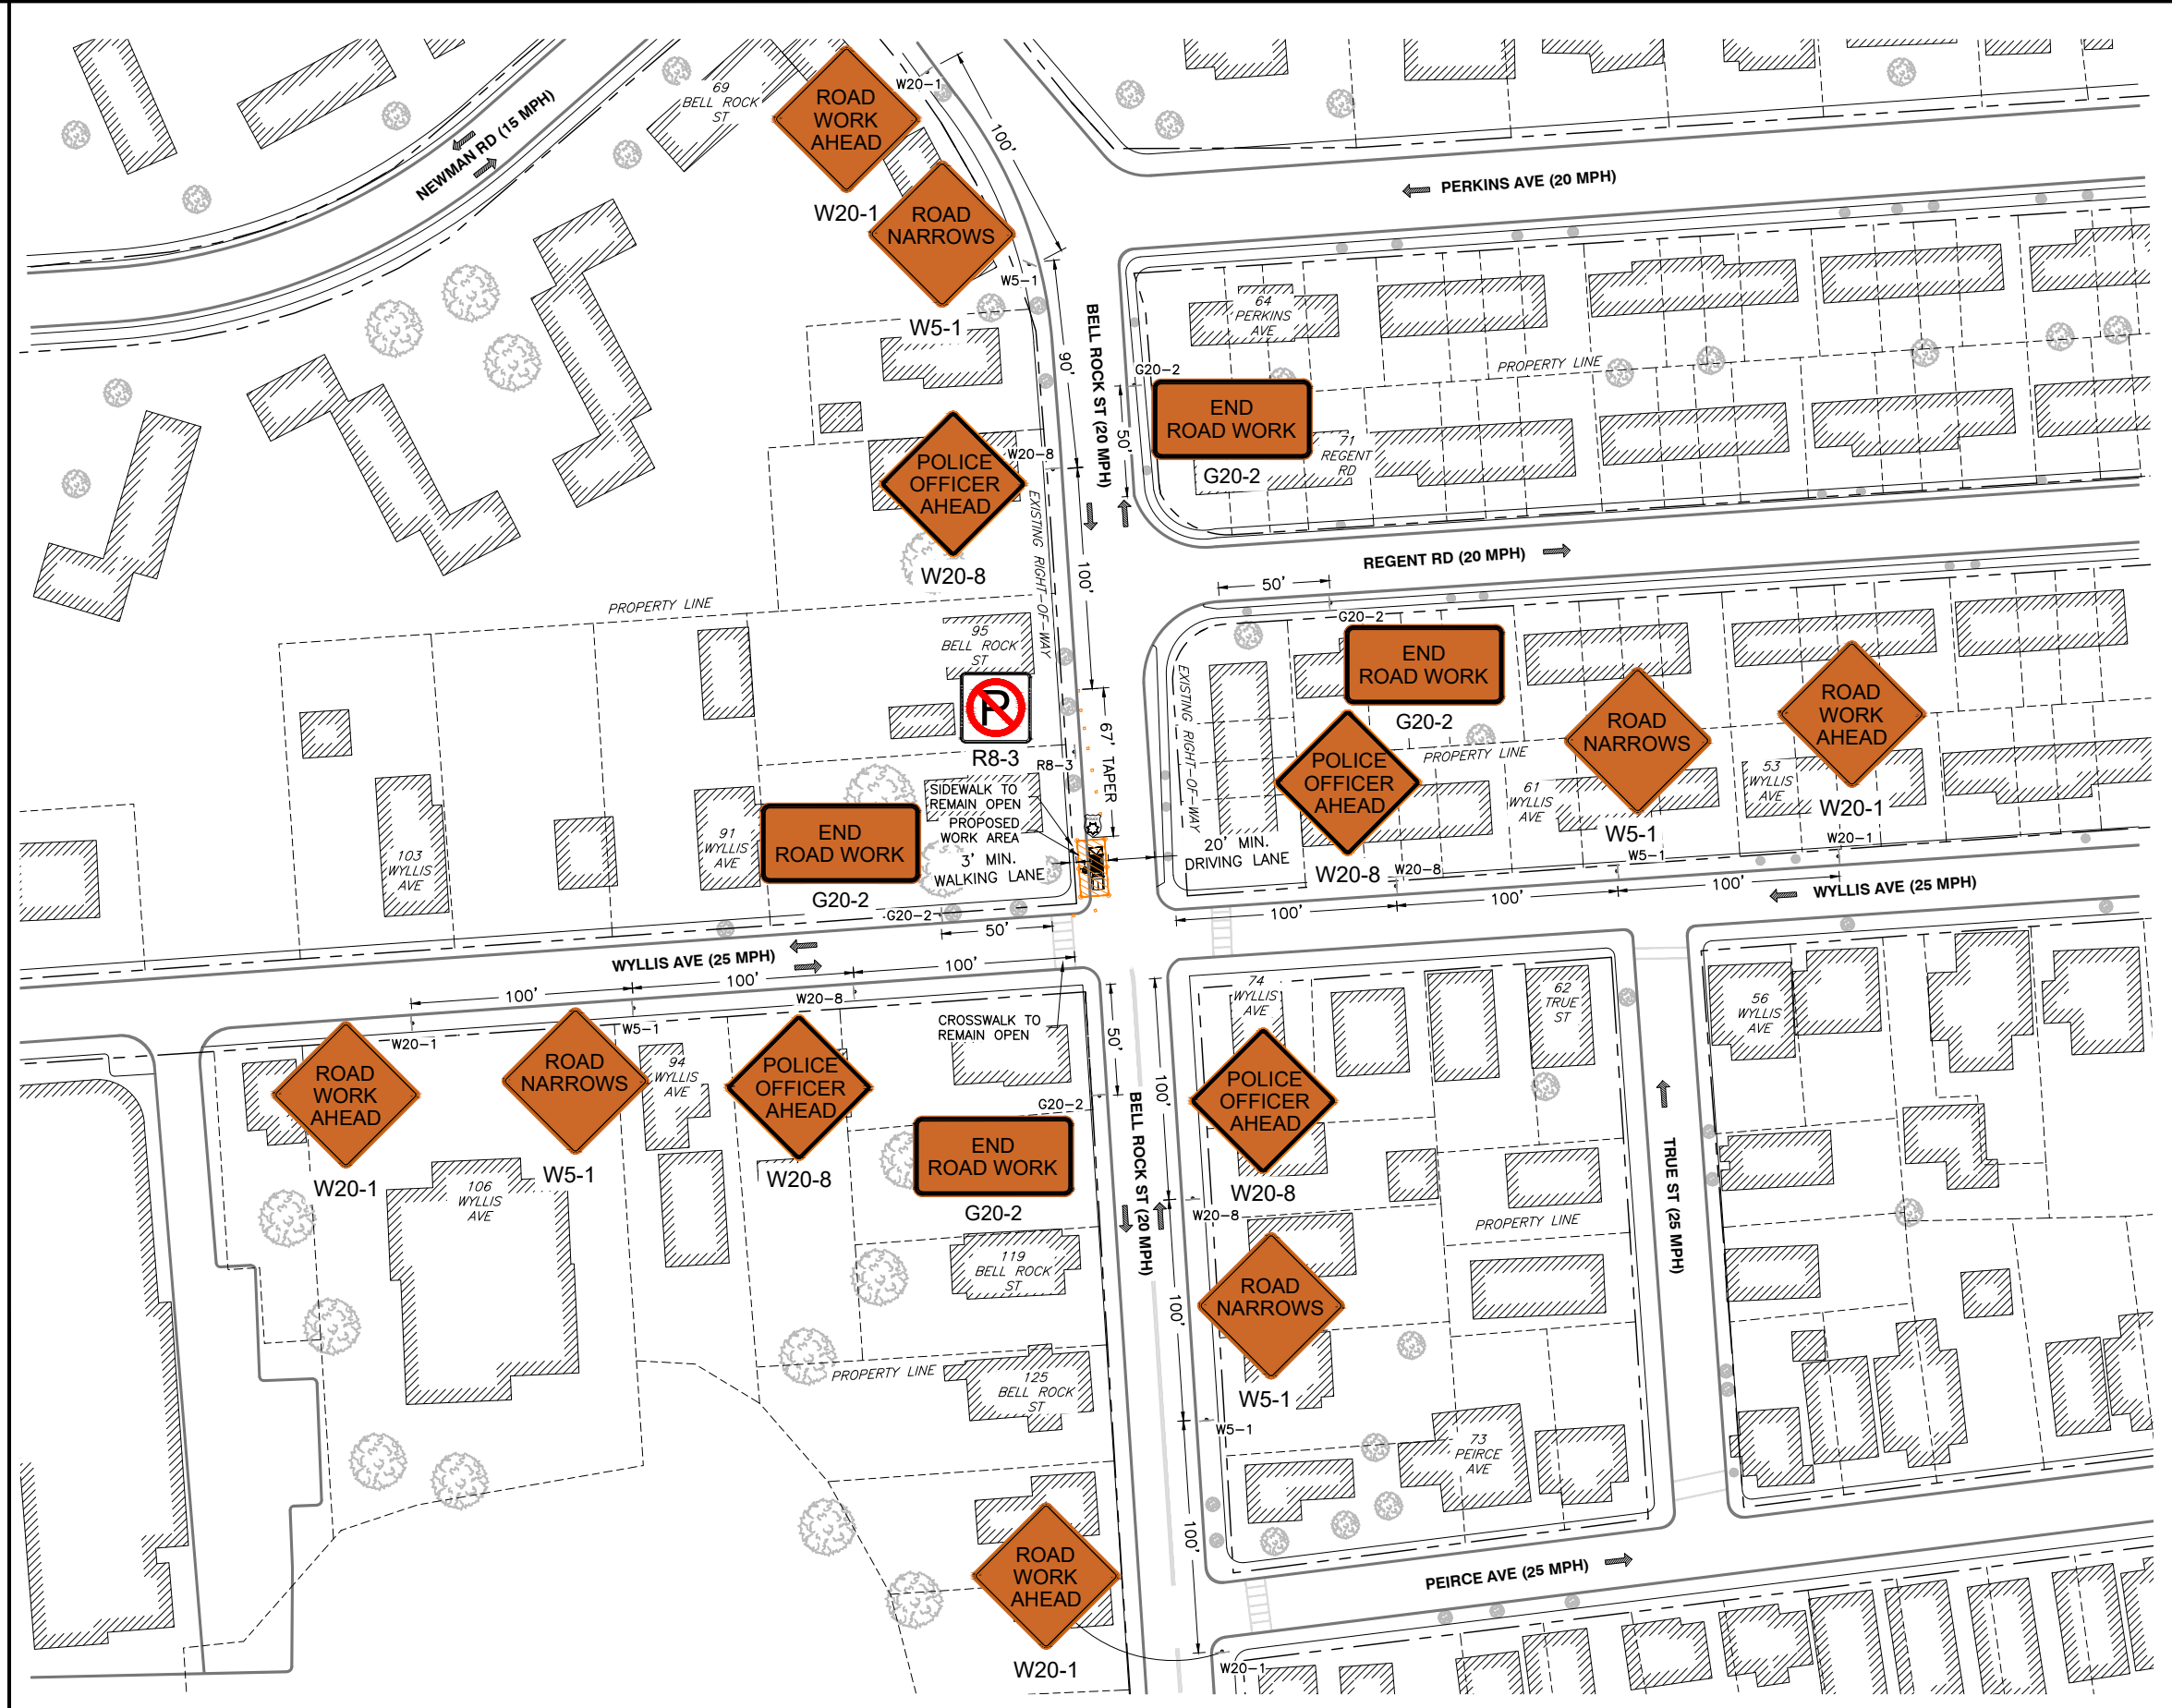 69
BELL ROCK
ST
ROAD
WORK
AHEAD
W20-1
W20-1
100'
NEWMAN RD (15 MPH)
PERKINS AVE (20 MPH)
ROAD
NARROWS
W5-1
W5-1
BELL ROCK ST (20 MPH)
90'
64
PERKINS
AVE
PROPERTY LINE
G20-2
END
ROAD WORK
G20-2
50'
71
REGENT
RD
POLICE
OFFICER
AHEAD
W20-8
W20-8
EXISTING RIGHT-OF-WAY
100'
REGENT RD (20 MPH)
50'
G20-2
END
ROAD WORK
G20-2
PROPERTY LINE
95
BELL ROCK
ST
P
R8-3
R8-3
67' TAPER
EXISTING RIGHT-OF-WAY
POLICE
OFFICER
AHEAD
W20-8
W20-8
PROPERTY LINE
ROAD
NARROWS
W5-1
W5-1
ROAD
WORK
AHEAD
W20-1
W20-1
61
WYLLIS
AVE
53
WYLLIS
AVE
SIDEWALK TO
REMAIN OPEN
PROPOSED
WORK AREA
3' MIN.
WALKING LANE
20' MIN.
DRIVING LANE
103
WYLLIS
AVE
91
WYLLIS
AVE
END
ROAD WORK
G20-2
G20-2
50'
100'
100'
100'
WYLLIS AVE (25 MPH)
WYLLIS AVE (25 MPH)
100'
100'
100'
W20-1
W5-1
W20-8
ROAD
WORK
AHEAD
W20-1
ROAD
NARROWS
W5-1
94
WYLLIS
AVE
POLICE
OFFICER
AHEAD
W20-8
CROSSWALK TO
REMAIN OPEN
50'
G20-2
END
ROAD WORK
G20-2
106
WYLLIS
AVE
BELL ROCK ST (20 MPH)
100'
74
WYLLIS
AVE
62
TRUE
ST
56
WYLLIS
AVE
POLICE
OFFICER
AHEAD
W20-8
W20-8
TRUE ST (25 MPH)
PROPERTY LINE
119
BELL ROCK
ST
ROAD
NARROWS
W5-1
W5-1
100'
PROPERTY LINE
125
BELL ROCK
ST
73
PEIRCE
AVE
100'
ROAD
WORK
AHEAD
W20-1
W20-1
PEIRCE AVE (25 MPH)